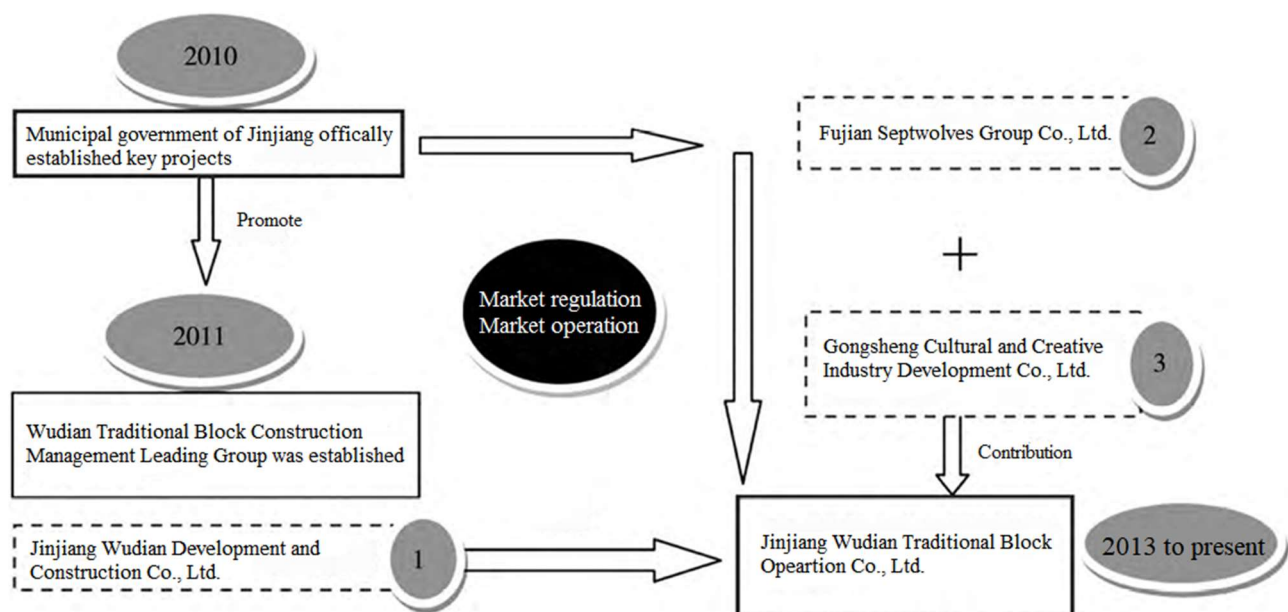 2010
Municipal government of Jinjiang offically
established key projects
Promote
2011
Wudian Traditional Block Construction
Management Leading Group was established
Jinjiang Wudian Development and
Construction Co., Ltd.
1
Market regulation
Market operation
Fujian Septwolves Group Co., Ltd.
2
+
Gongsheng Cultural and Creative
Industry Development Co., Ltd.
3
Contribution
Jinjiang Wudian Traditional Block
Opeartion Co., Ltd.
2013 to present